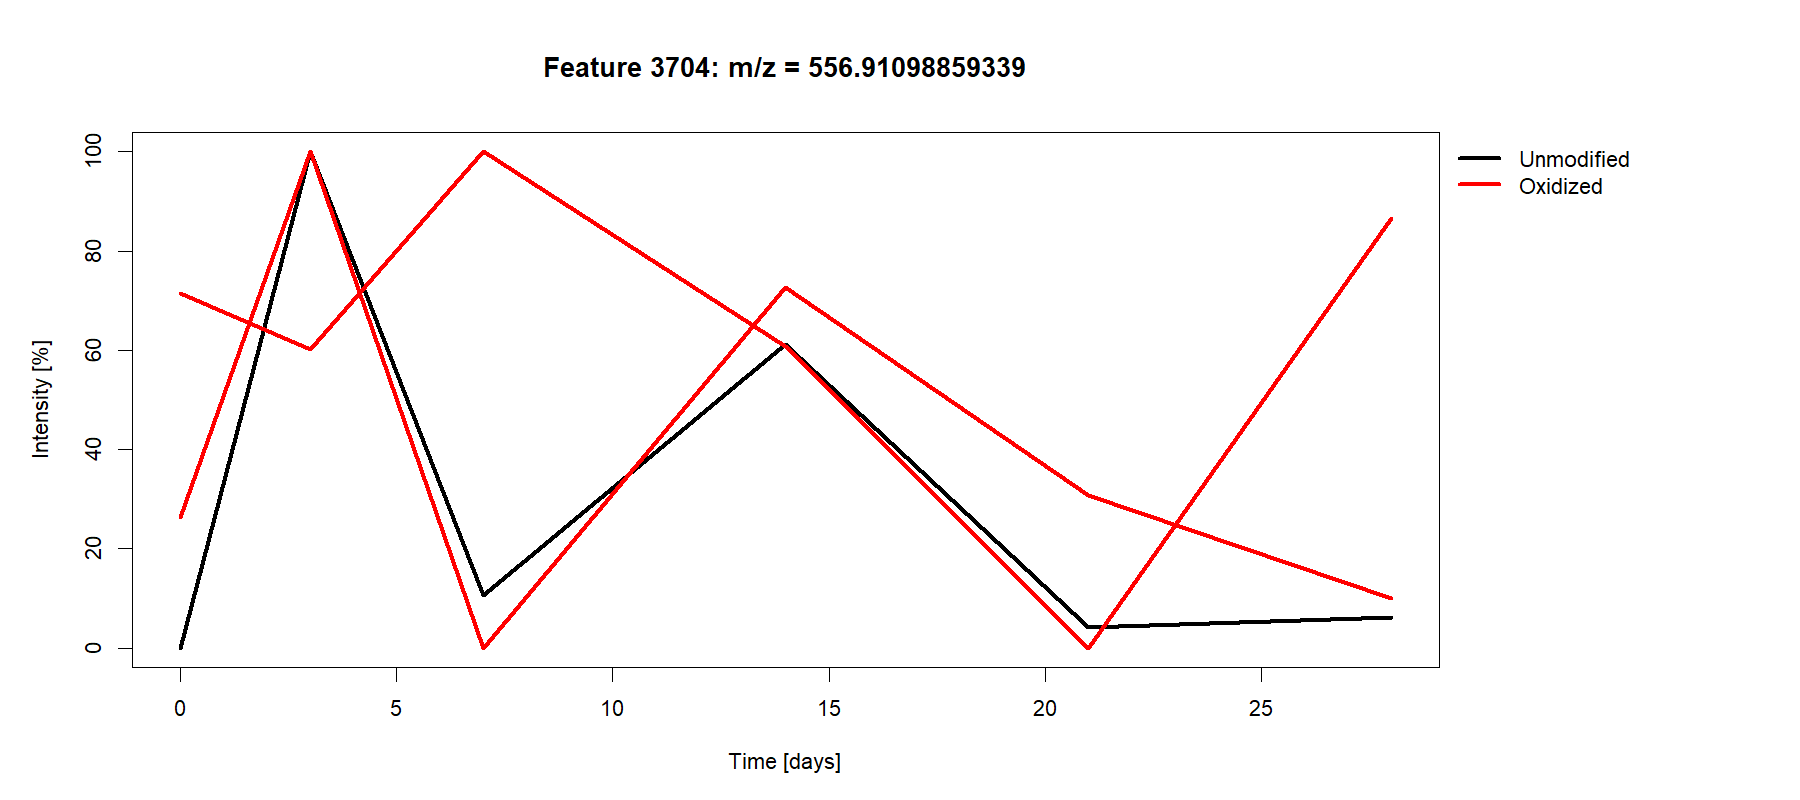 Feature 3704: m/z = 556.91098859339
Unmodified
Oxidized
Intensity [%]
100
80
60
40
20
0
0 5 10 15 20 25
Time [days]